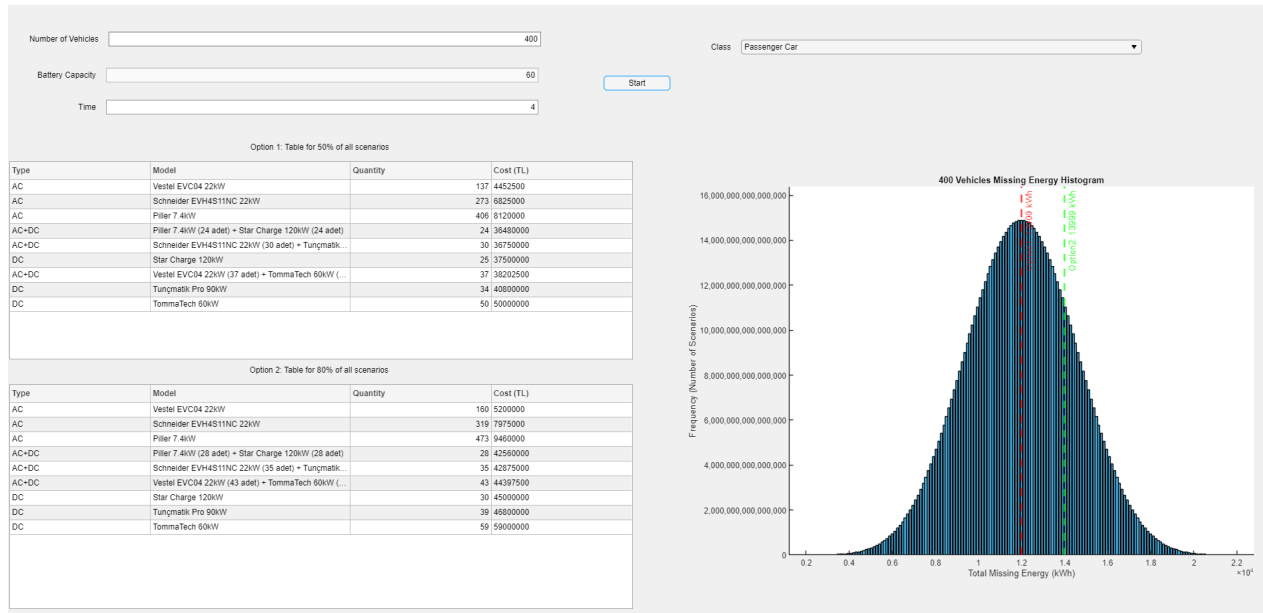 Number of Vehicles 400
Class Passenger Car
Battery Capacity 60
Start
Time 4
Option 1: Table for 50% of all scenarios
Type Model Quantity Cost (TL)
AC Vestel EVC04 22kW 137 4452500
AC Schneider EVH4S11NC 22kW 273 6825000
AC Piller 7.4kW 406 8120000
AC+DC Piller 7.4kW (24 adet) + Star Charge 120kW (24 adet) 24 36480000
AC+DC Schneider EVH4S11NC 22kW (30 adet) + Tunçmatik... 30 36750000
DC Star Charge 120kW 25 37500000
AC+DC Vestel EVC04 22kW (37 adet) + TommaTech 60kW (... 37 38202500
DC Tunçmatik Pro 90kW 34 40800000
DC TommaTech 60kW 50 50000000
Option 2: Table for 80% of all scenarios
Type Model Quantity Cost (TL)
AC Vestel EVC04 22kW 160 5200000
AC Schneider EVH4S11NC 22kW 319 7975000
AC Piller 7.4kW 473 9460000
AC+DC Piller 7.4kW (28 adet) + Star Charge 120kW (28 adet) 28 42560000
AC+DC Schneider EVH4S11NC 22kW (35 adet) + Tunçmatik... 35 42875000
AC+DC Vestel EVC04 22kW (43 adet) + TommaTech 60kW (... 43 44397500
DC Star Charge 120kW 30 45000000
DC Tunçmatik Pro 90kW 39 46800000
DC TommaTech 60kW 59 59000000
400 Vehicles Missing Energy Histogram
Frequency (Number of Scenarios)
16,000,000,000,000,000
14,000,000,000,000,000
12,000,000,000,000,000
10,000,000,000,000,000
8,000,000,000,000,000
6,000,000,000,000,000
4,000,000,000,000,000
2,000,000,000,000,000
0
kWh
Option2: 13999 kWh
0.2 0.4 0.6 0.8 1 1.2 1.4 1.6 1.8 2 2.2
×10⁴
Total Missing Energy (kWh)